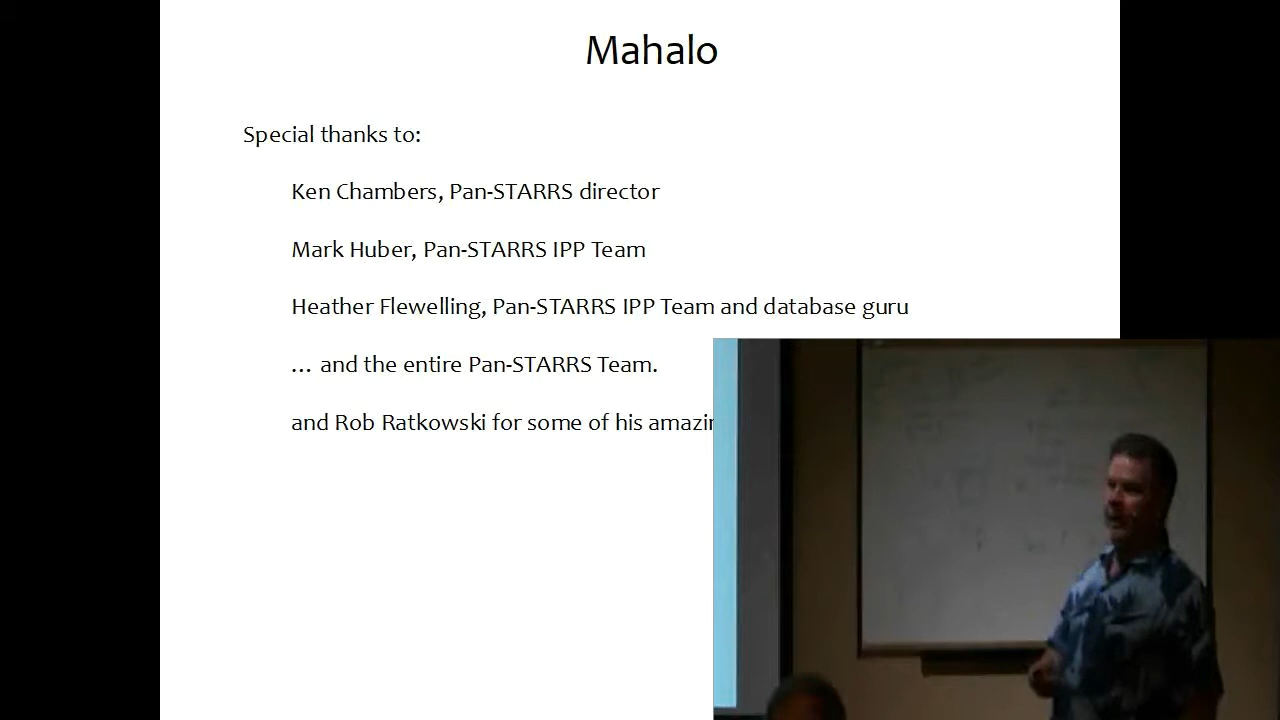 Mahalo
Special thanks to:
Ken Chambers, Pan-STARRS director
Mark Huber, Pan-STARRS IPP Team
Heather Flewelling, Pan-STARRS IPP Team and database guru
… and the entire Pan-STARRS Team.
and Rob Ratkowski for some of his